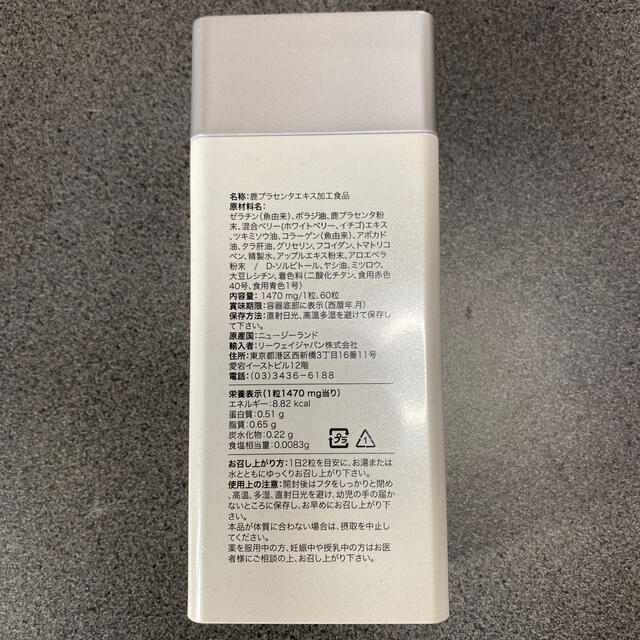 名称:鹿プラセンタエキス加工食品
原材料名:
ゼラチン(魚由来)、ボラジ油、鹿プラセンタ粉
末、混合ベリー(ホワイトベリー、イチゴ)エキス
、ツキミソウ油、コラーゲン(魚由来)、アボカド
油、タラ肝油、グリセリン、フコイダン、トマトリコ
ペン、精製水、アップルエキス粉末、アロエベラ
粉末 / D-ソルビトール、ヤシ油、ミツロウ、
大豆レシチン、着色料(二酸化チタン、食用赤色
40号、食用青色1号)
内容量: 1470 mg/1粒、60粒
賞味期限:容器底部に表示(西暦年.月)
保存方法:直射日光、高温多湿を避けて保存し
て下さい。
原産国:ニュージーランド
輸入者:リーウェイジャパン株式会社
住所:東京都港区西新橋3丁目16番11号
愛宕イーストビル12階
電話:(03)3436-6188
栄養表示(1粒1470 mg当り)
エネルギー:8.82 kcal
蛋白質:0.51 g
脂質:0.65 g
炭水化物:0.22 g
食塩相当量:0.0083g
プラ
1
お召し上がり方:1日2粒を目安に、お湯または
水とともにゆっくりお召し上がり下さい。
使用上の注意:開封後はフタをしっかりと閉め
、高温、多湿、直射日光を避け、幼児の手の届か
ないところに保存し、お早めにお召し上がり下
さい。
本品が体質に合わない場合は、摂取を中止し
てください。
薬を服用中の方、妊娠中や授乳中の方はお医
者様にご相談の上、お召し上がり下さい。